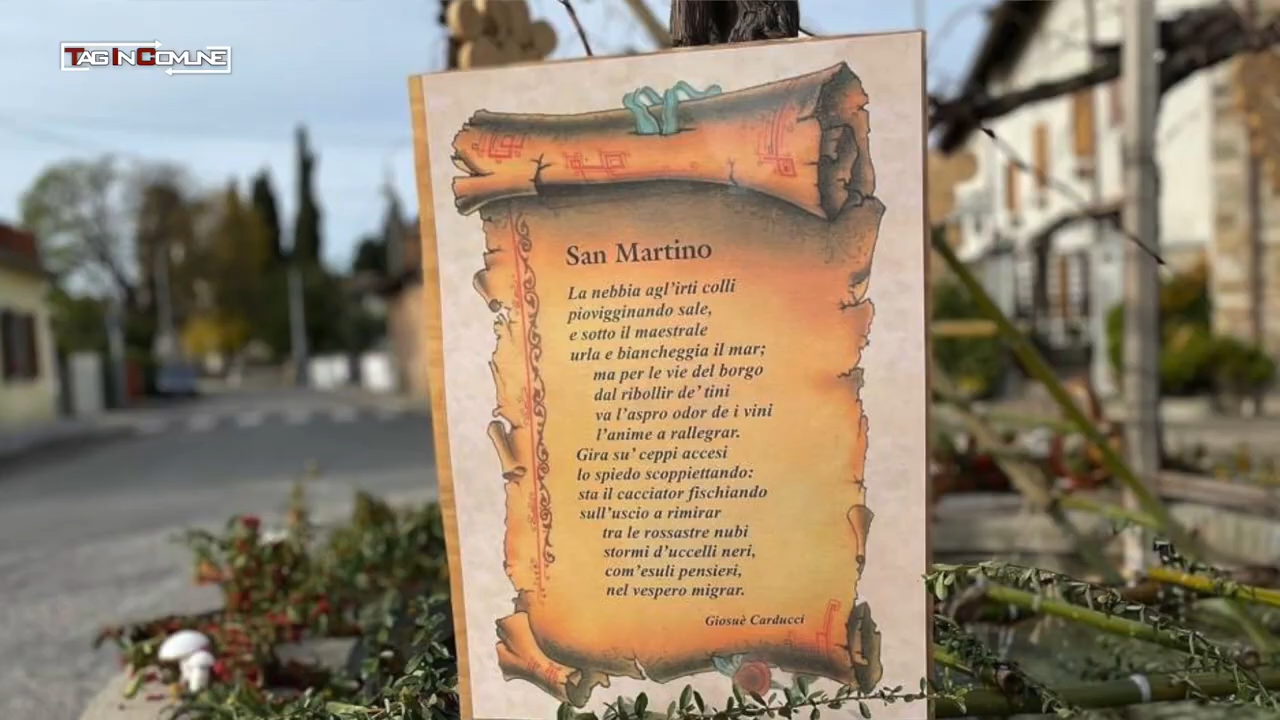 TAG IN COMUNE
San Martino
La nebbia agl'irti colli
piovigginando sale,
e sotto il maestrale
urla e biancheggia il mar;
ma per le vie del borgo
dal ribollir de' tini
va l'aspro odor de i vini
l'anime a rallegrar.
Gira su' ceppi accesi
lo spiedo scoppiettando:
sta il cacciator fischiando
sull'uscio a rimirar
tra le rossastre nubi
stormi d'uccelli neri,
com'esuli pensieri,
nel vespero migrar.
Giosuè Carducci